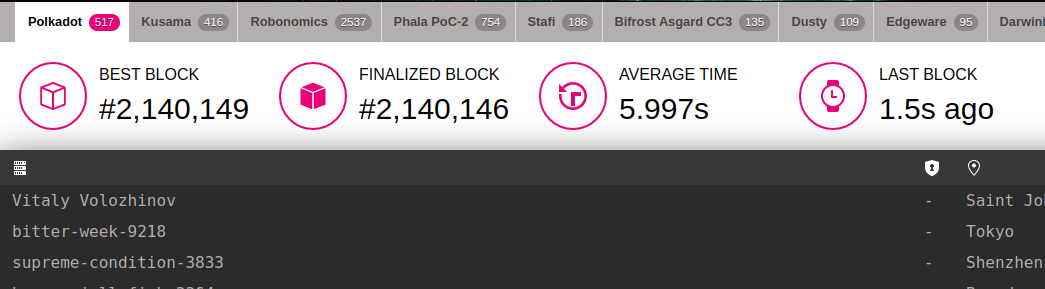 Polkadot 517 Kusama 416 Robonomics 2537 Phala PoC-2 754 Stafi 186 Bifrost Asgard CC3 135 Dusty 109 Edgeware 95 Darwini
BEST BLOCK FINALIZED BLOCK AVERAGE TIME LAST BLOCK
#2,140,149 #2,140,146 5.997s 1.5s ago
Vitaly Volozhinov - Saint Jo
bitter-week-9218 - Tokyo
supreme-condition-3833 - Shenzhen